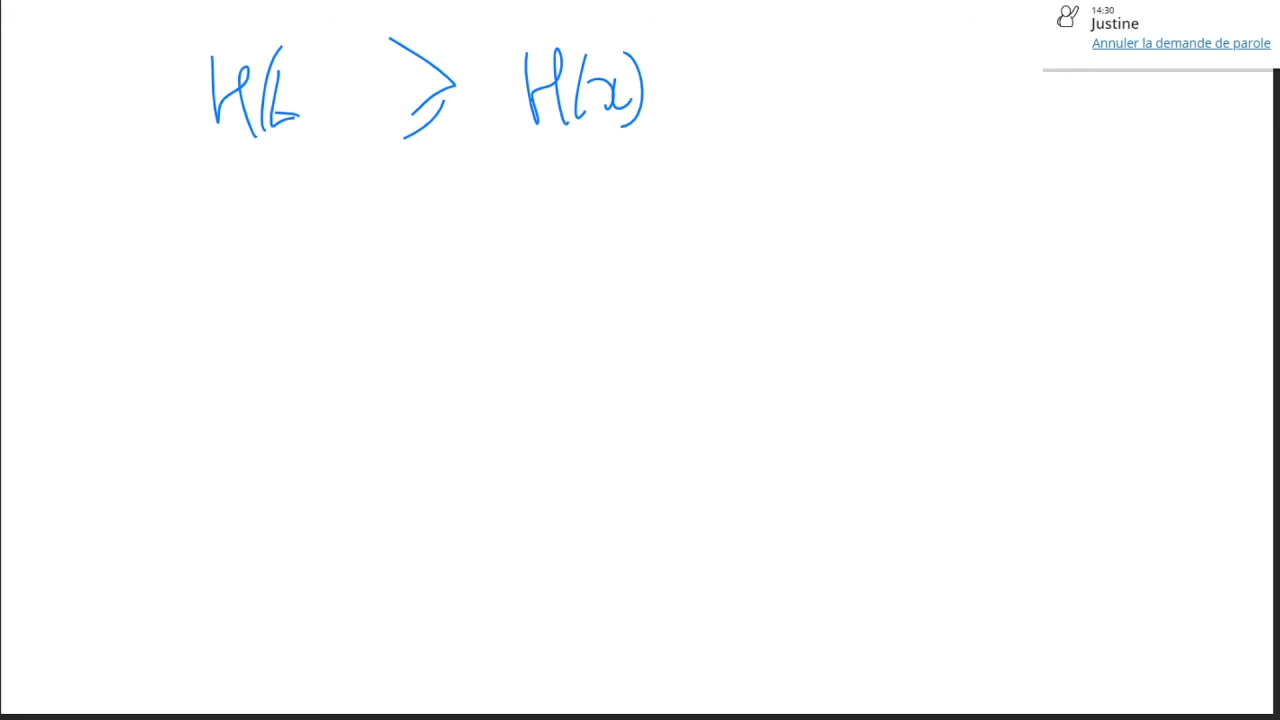 14:30
Justine
Annuler la demande de parole
H(L ⩾ H(x)